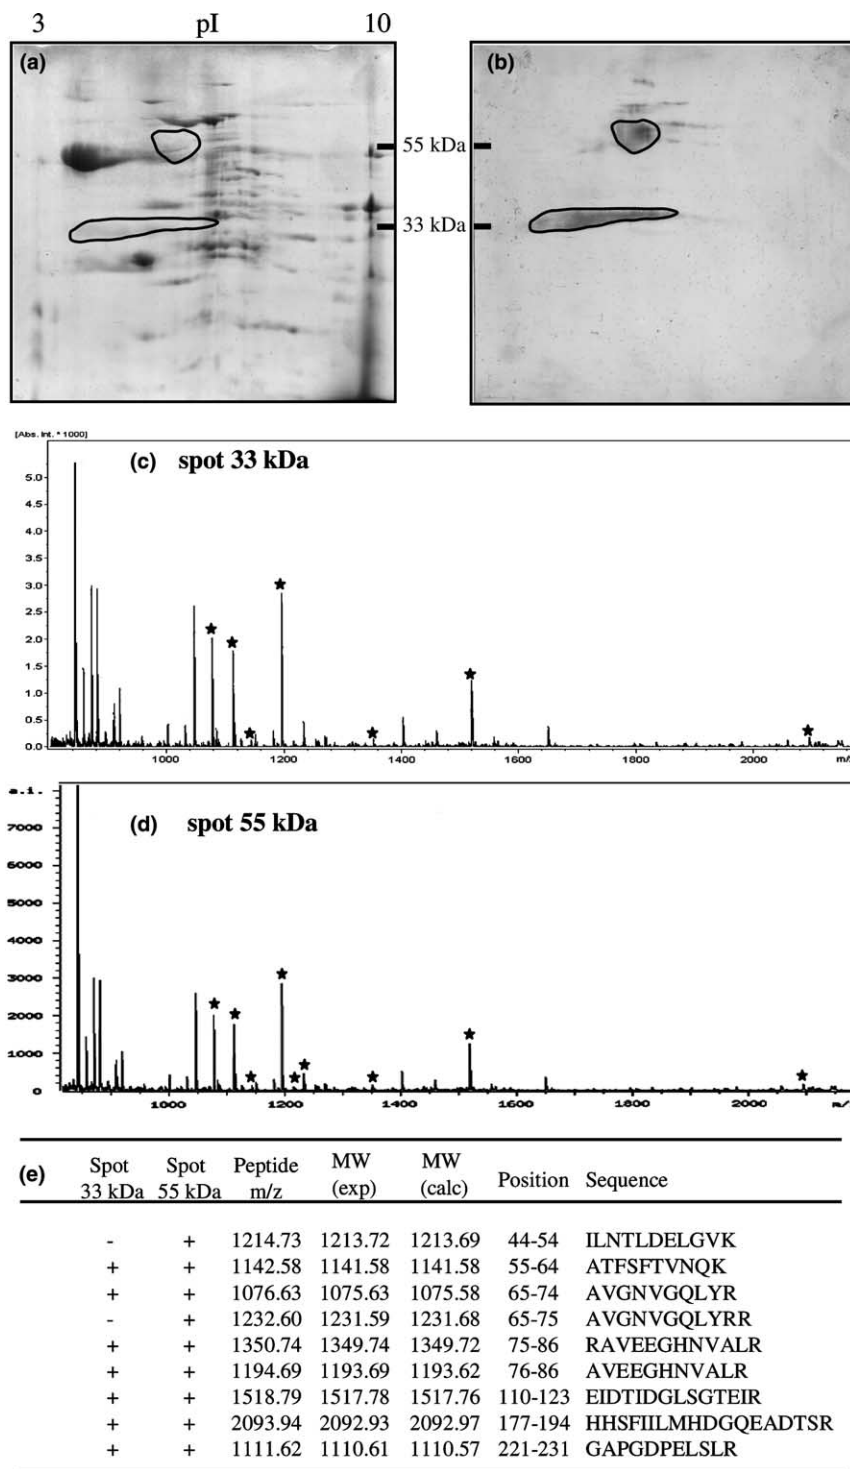 3 pI 10
(a) (b)
55 kDa
33 kDa
[Abs. Int. * 1000]
(c) spot 33 kDa
5.0
4.5
4.0
3.5
3.0
2.5
2.0
1.5
1.0
0.5
0.0
1000 1200 1400 1600 1800 2000
a.i.
(d) spot 55 kDa
7000
6000
5000
4000
3000
2000
1000
0
1000 1200 1400 1600 1800 2000
(e) Spot 33 kDa Spot 55 kDa Peptide m/z MW (exp) MW (calc) Position Sequence
- + 1214.73 1213.72 1213.69 44-54 ILNTLDELGVK
+ + 1142.58 1141.58 1141.58 55-64 ATFSFTVNQK
+ + 1076.63 1075.63 1075.58 65-74 AVGNVGQLYR
- + 1232.60 1231.59 1231.68 65-75 AVGNVGQLYRR
+ + 1350.74 1349.74 1349.72 75-86 RAVEEGHNVALR
+ + 1194.69 1193.69 1193.62 76-86 AVEEGHNVALR
+ + 1518.79 1517.78 1517.76 110-123 EIDTIDGLSGTEIR
+ + 2093.94 2092.93 2092.97 177-194 HHSFIILMHDGQEADTSR
+ + 1111.62 1110.61 1110.57 221-231 GAPGDPELSLR